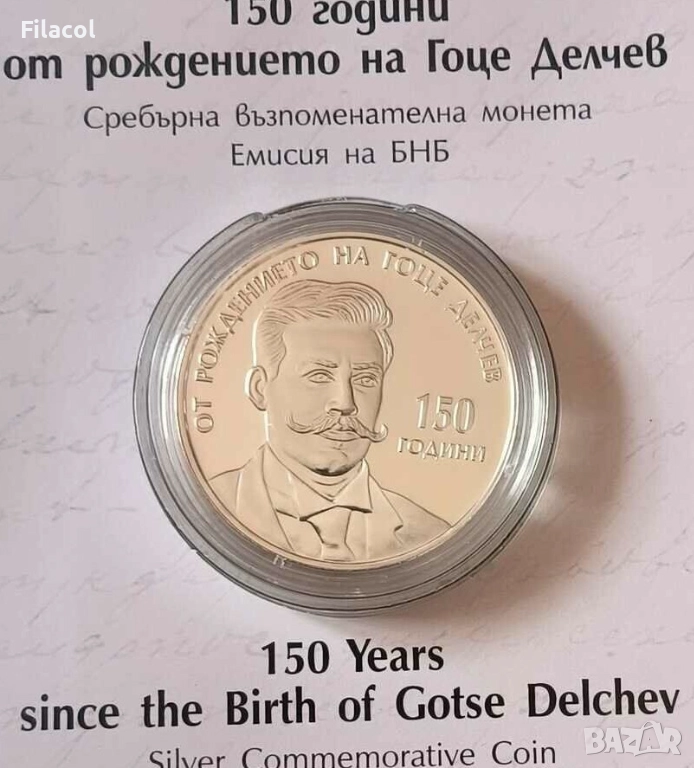 Filacol
150 години
от рождението на Гоце Делчев
Сребърна възпоменателна монета
Емисия на БНБ
ОТ РОЖДЕНИЕТО НА ГОЦЕ ДЕЛЧЕВ
150
ГОДИНИ
150 Years
since the Birth of Gotse Delchev
Silver Commemorative Coin
BAZAR